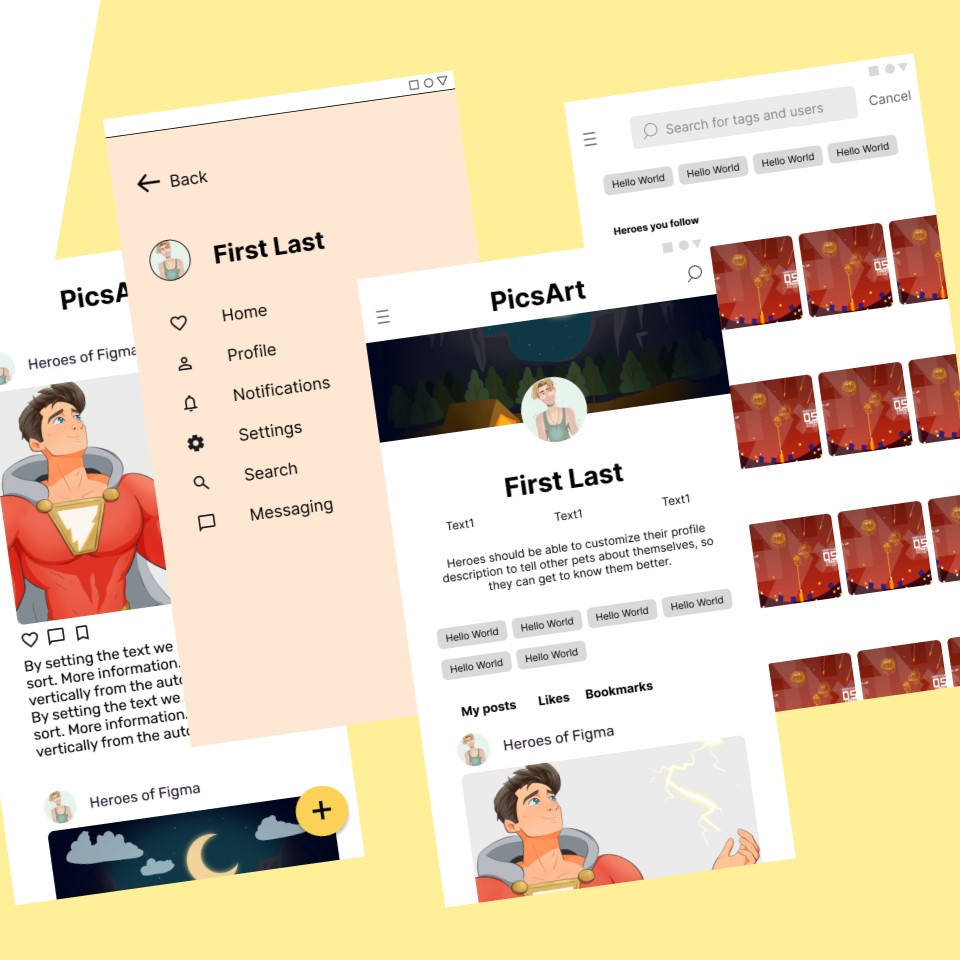 PicsA
Heroes of Figma
By setting the text we
sort. More information.
vertically from the auto
By setting the text we
sort. More information.
vertically from the auto
Heroes of Figma
+
Back
First Last
Home
Profile
Notifications
Settings
Search
Messaging
PicsArt
First Last
Text1 Text1 Text1
Heroes should be able to customize their profile
description to tell other pets about themselves, so
they can get to know them better.
Hello World Hello World Hello World Hello World
Hello World Hello World
My posts Likes Bookmarks
Heroes of Figma
Search for tags and users Cancel
Hello World Hello World Hello World Hello World
Heroes you follow